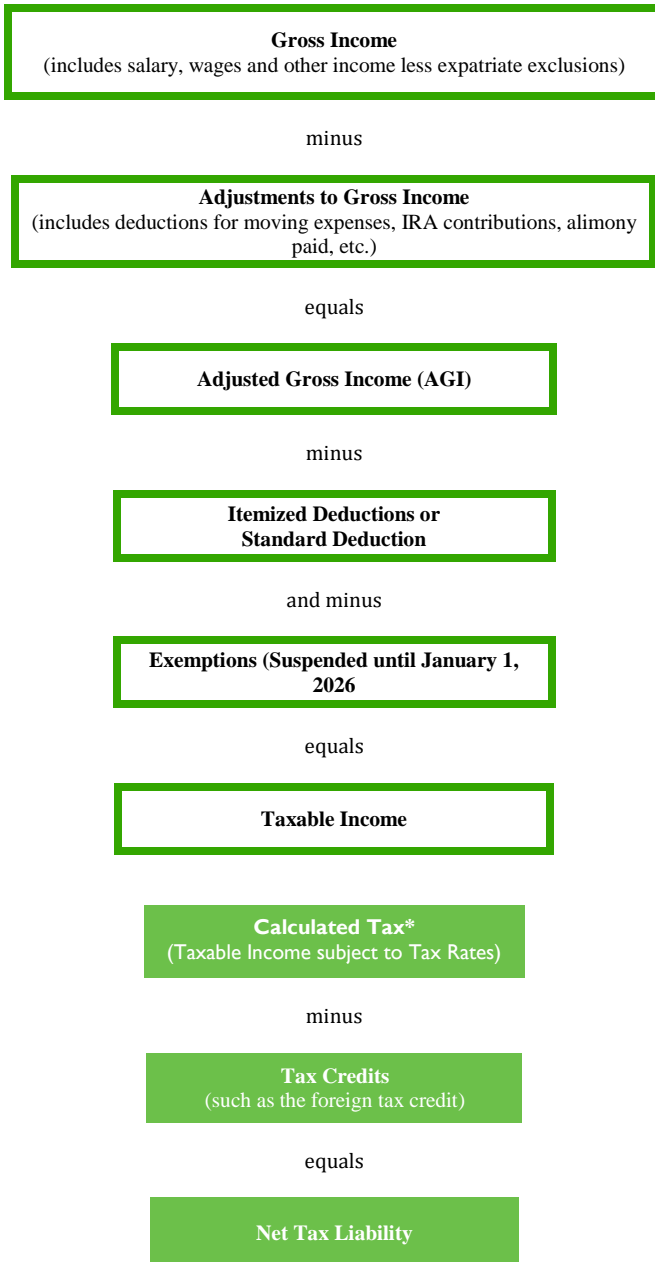 Gross Income
(includes salary, wages and other income less expatriate exclusions)
minus
Adjustments to Gross Income
(includes deductions for moving expenses, IRA contributions, alimony
paid, etc.)
equals
Adjusted Gross Income (AGI)
minus
Itemized Deductions or
Standard Deduction
and minus
Exemptions (Suspended until January 1,
2026
equals
Taxable Income
Calculated Tax*
(Taxable Income subject to Tax Rates)
minus
Tax Credits
(such as the foreign tax credit)
equals
Net Tax Liability